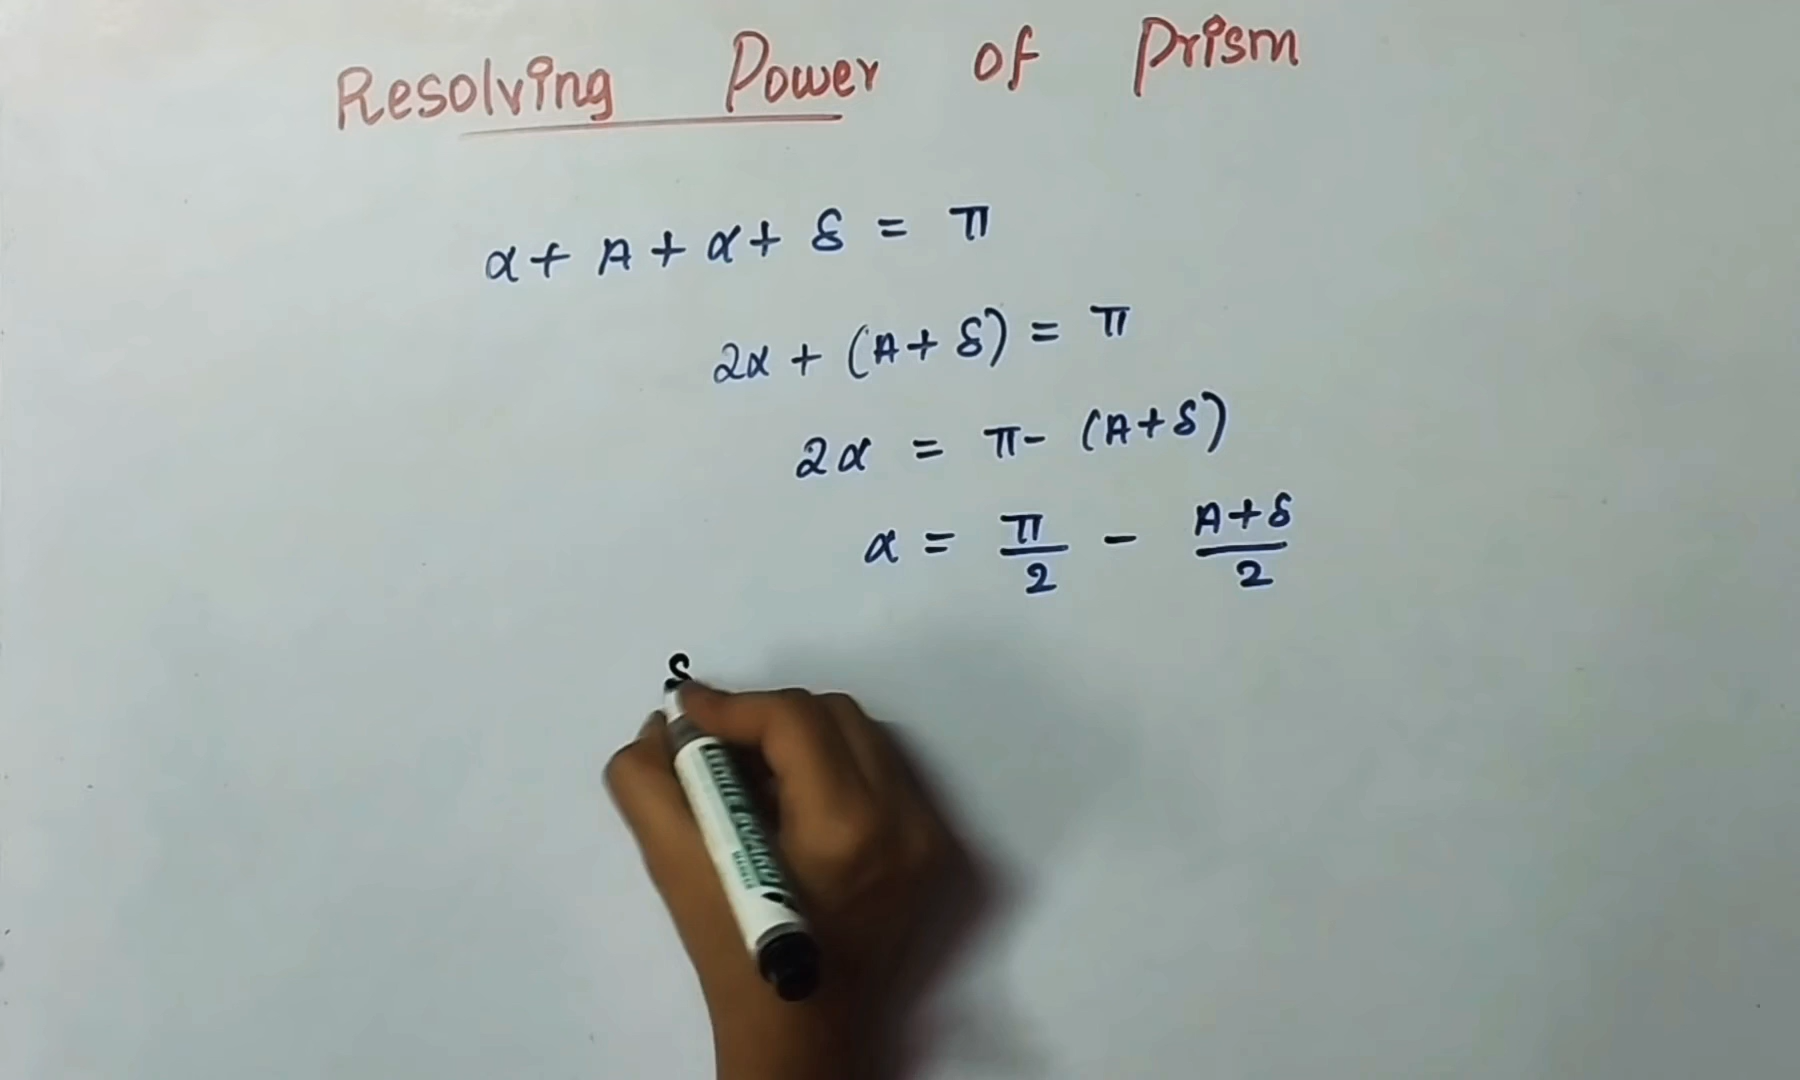 Resolving Power of Prism
α + A + α + δ = π
2α + (A + δ) = π
2α = π - (A + δ)
α = π/2 - A+δ/2
S